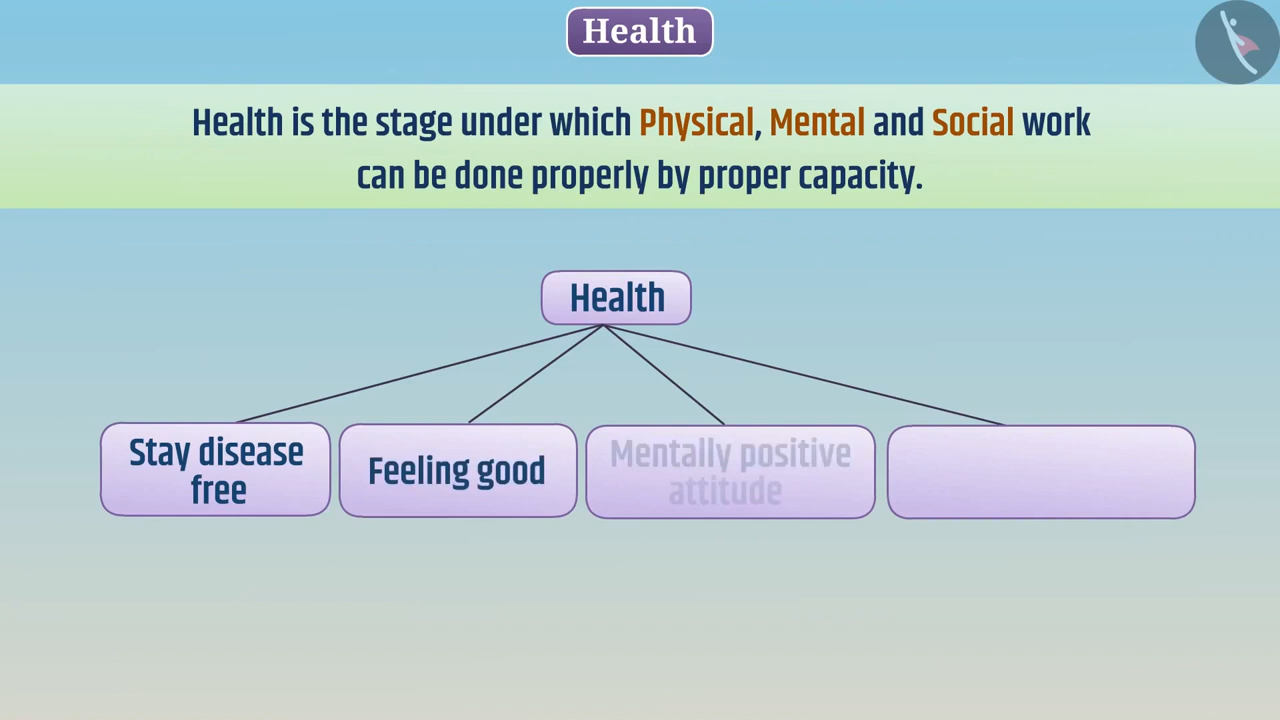 Health
Health is the stage under which Physical, Mental and Social work
can be done properly by proper capacity.
Health
Stay disease
free
Feeling good
Mentally positive
attitude